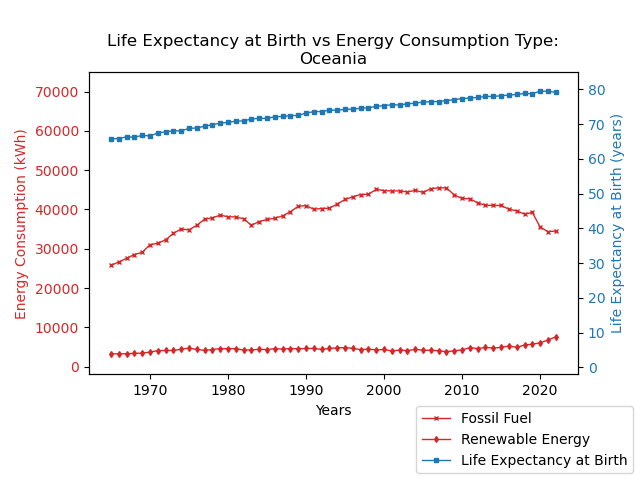 Life Expectancy at Birth vs Energy Consumption Type:
Oceania
Energy Consumption (kWh)
70000
60000
50000
40000
30000
20000
10000
0
80
70
60
50
40
30
20
10
0
Life Expectancy at Birth (years)
1970 1980 1990 2000 2010 2020
Years
Fossil Fuel
Renewable Energy
Life Expectancy at Birth